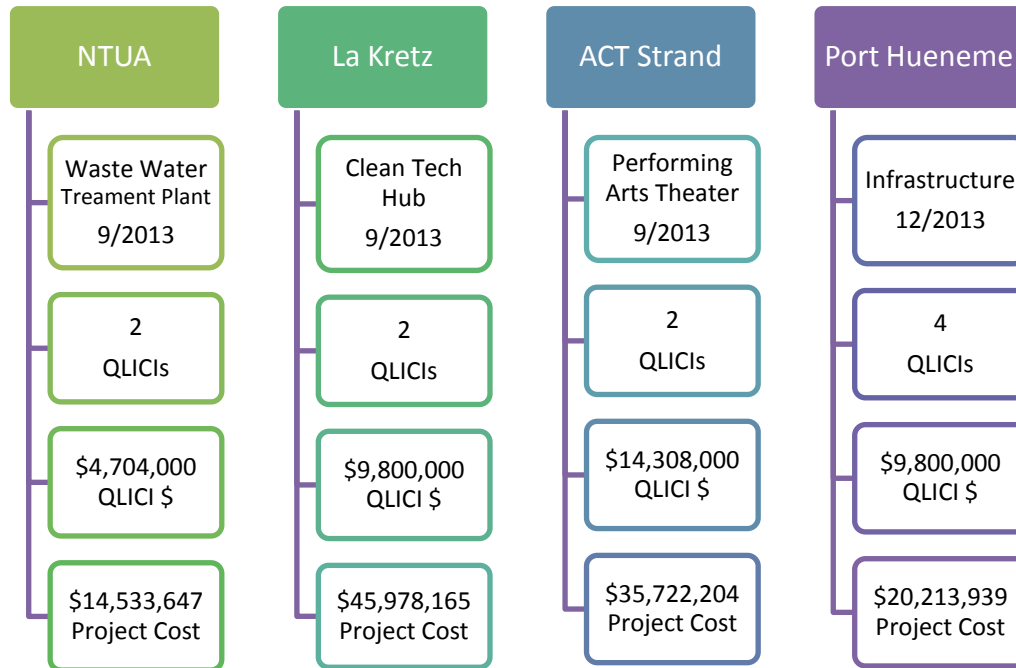 NTUA
Waste Water
Treament Plant
9/2013
2
QLICIs
$4,704,000
QLICI $
$14,533,647
Project Cost
La Kretz
Clean Tech
Hub
9/2013
2
QLICIs
$9,800,000
QLICI $
$45,978,165
Project Cost
ACT Strand
Performing
Arts Theater
9/2013
2
QLICIs
$14,308,000
QLICI $
$35,722,204
Project Cost
Port Hueneme
Infrastructure
12/2013
4
QLICIs
$9,800,000
QLICI $
$20,213,939
Project Cost